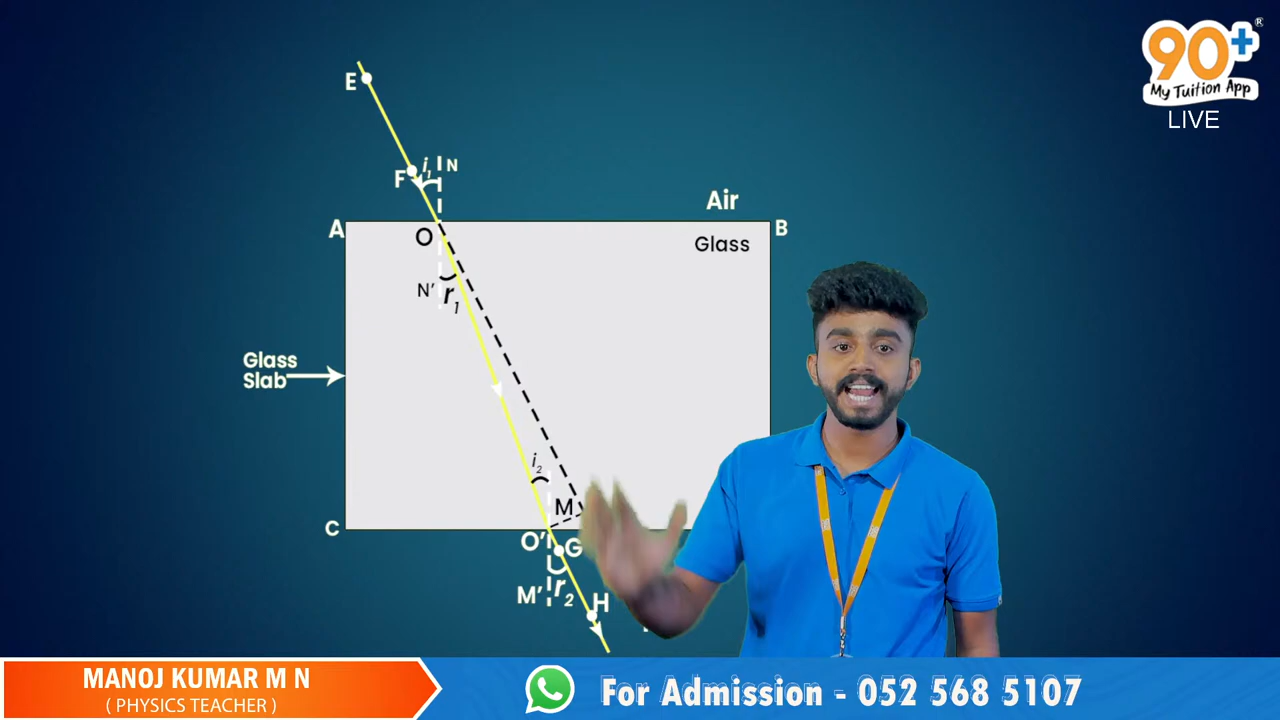 90+
®
My Tuition App
LIVE
E
i₁
N
F
Air
A
B
O
Glass
N'
r₁
Glass
Slab
i₂
M
C
O'
G
M'
r₂
H
MANOJ KUMAR M N
( PHYSICS TEACHER )
For Admission - 052 568 5107